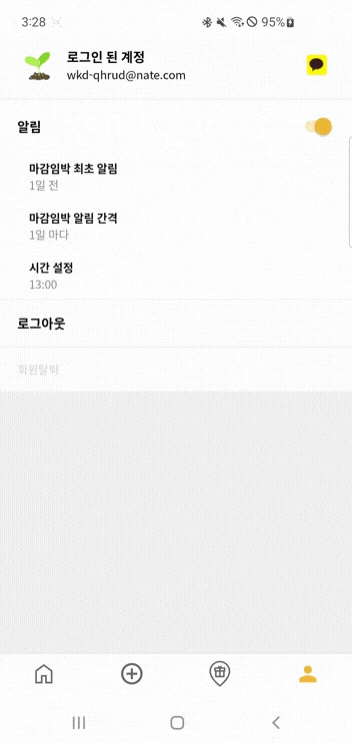 3:28
95%
로그인 된 계정
wkd-qhrud@nate.com
알림
마감임박 최초 알림
1일 전
마감임박 알림 간격
1일 마다
시간 설정
13:00
로그아웃
회원탈퇴